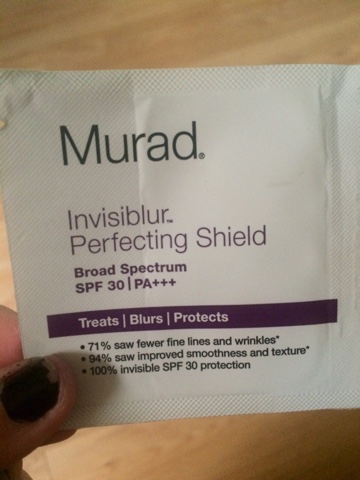 Murad®
Invisiblur™
Perfecting Shield
Broad Spectrum
SPF 30 | PA+++
Treats | Blurs | Protects
• 71% saw fewer fine lines and wrinkles*
• 94% saw improved smoothness and texture*
• 100% invisible SPF 30 protection